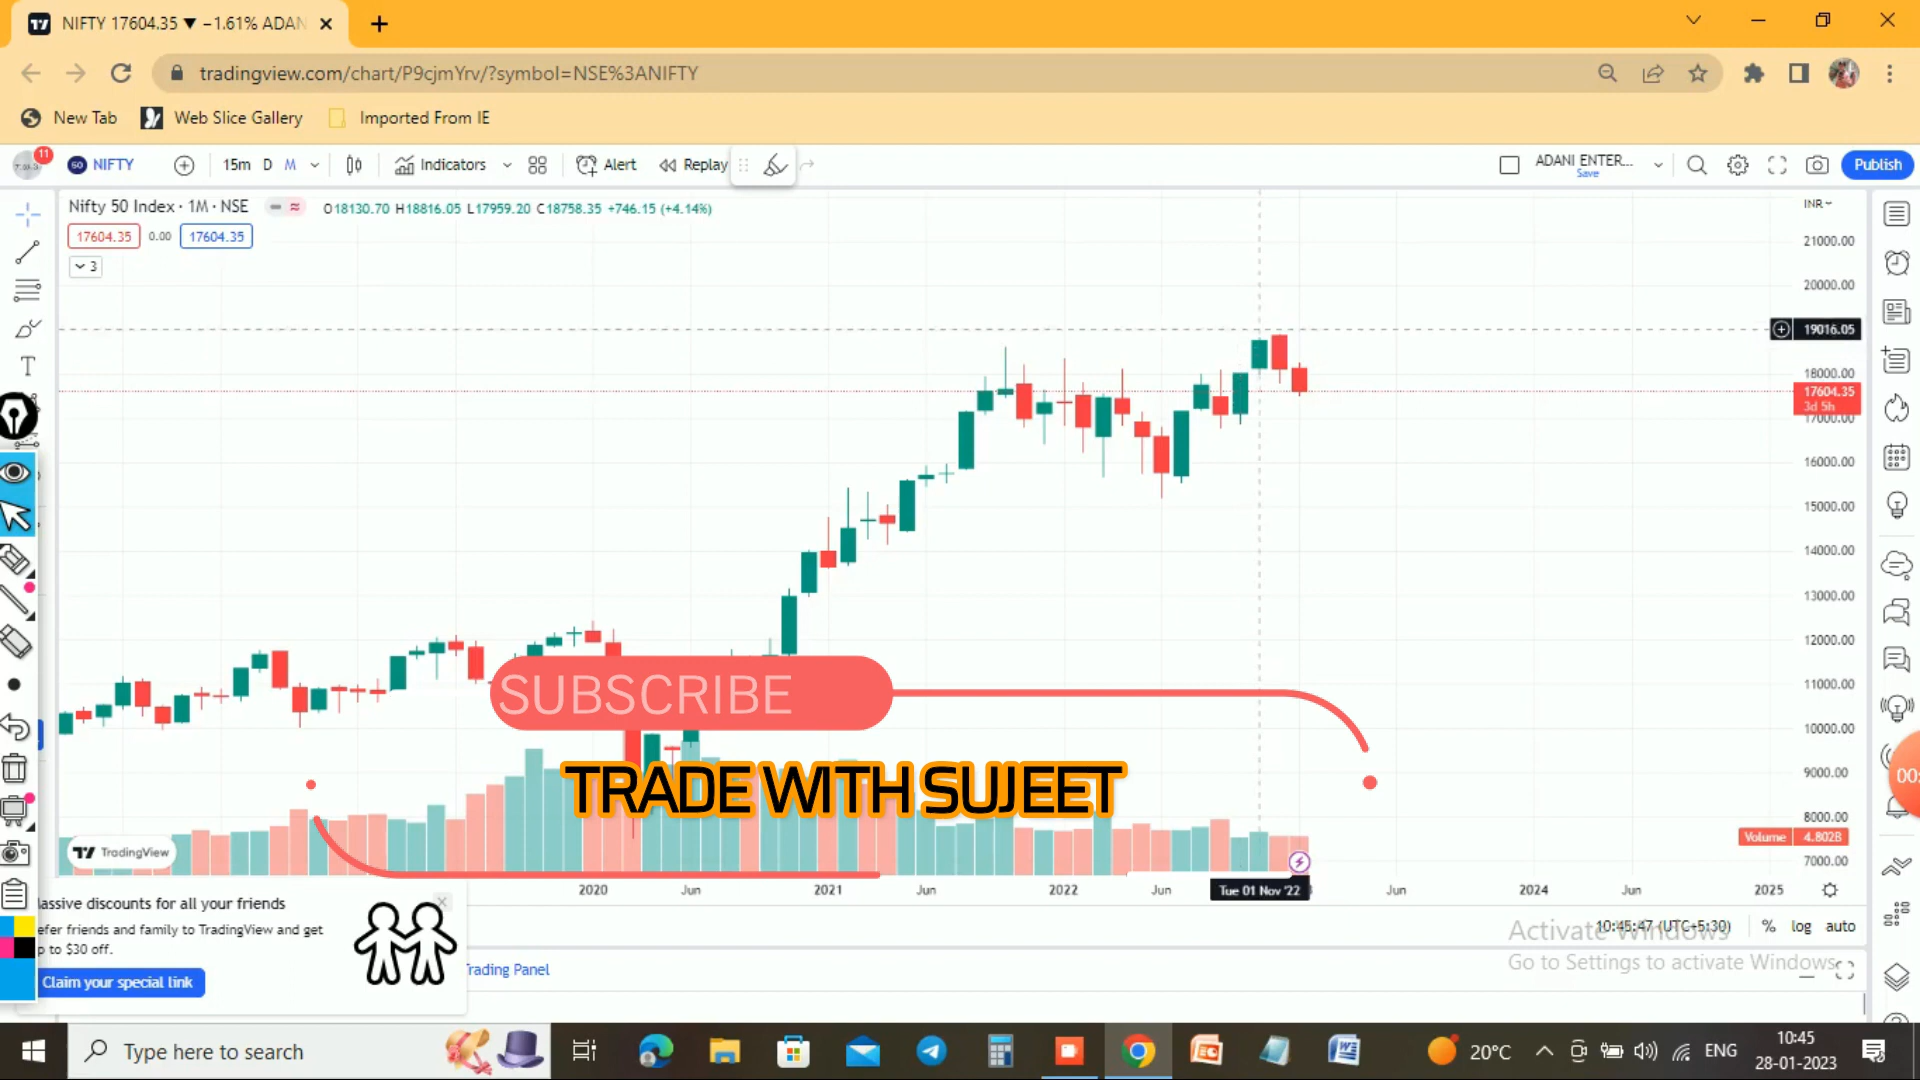 NIFTY 17604.35 ▼ −1.61% ADAN
tradingview.com/chart/P9cjmYrv/?symbol=NSE%3ANIFTY
New Tab
Web Slice Gallery
Imported From IE
11
50
NIFTY
15m
D
M
Indicators
Alert
Replay
ADANI ENTER...
Save
Publish
Nifty 50 Index · 1M · NSE
O18130.70 H18816.05 L17959.20 C18758.35 +746.15 (+4.14%)
INR
17604.35
0.00
17604.35
3
21000.00
20000.00
19016.05
18000.00
17604.35
3d 5h
17000.00
16000.00
15000.00
14000.00
13000.00
12000.00
11000.00
10000.00
9000.00
8000.00
7000.00
SUBSCRIBE
TRADE WITH SUJEET
00:
Volume
4.802B
TradingView
2020
Jun
2021
Jun
2022
Jun
Tue 01 Nov '22
Jun
2024
Jun
2025
assive discounts for all your friends
efer friends and family to TradingView and get
p to $30 off.
Claim your special link
rading Panel
10:45:47 (UTC+5:30)
%
log
auto
Activate Windows
Go to Settings to activate Windows.
Type here to search
20°C
ENG
10:45
28-01-2023